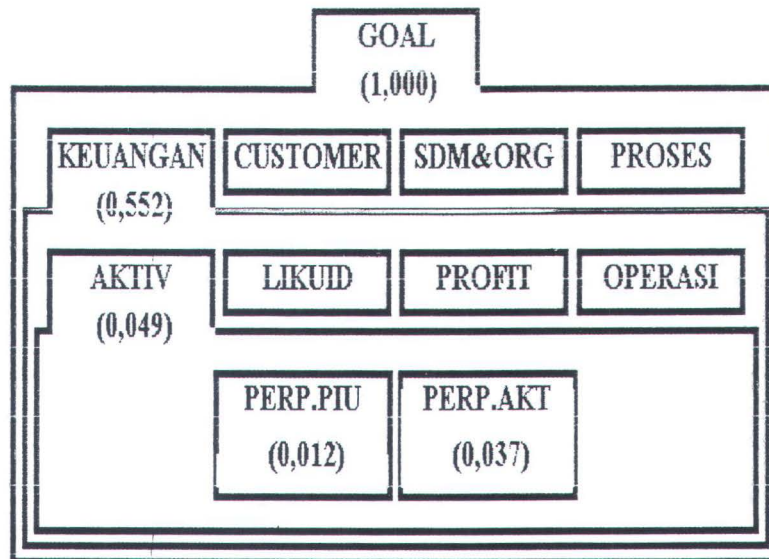 GOAL
(1,000)
KEUANGAN CUSTOMER SDM&ORG PROSES
(0,552)
AKTIV LIKUID PROFIT OPERASI
(0,049)
PERP.PIU PERP.AKT
(0,012) (0,037)